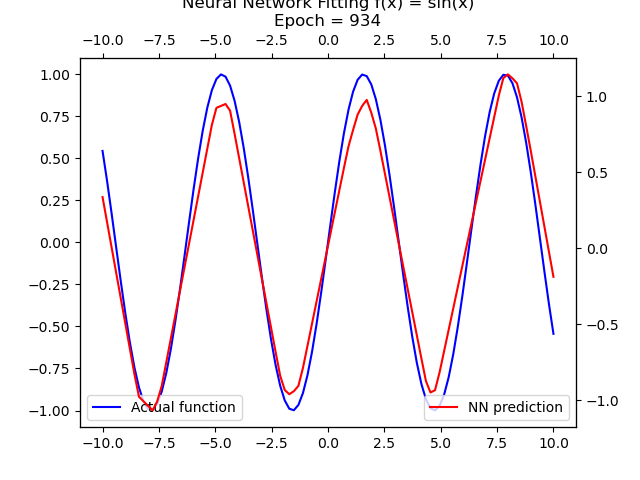 Neural Network Fitting f(x) = sin(x)
Epoch = 934
−10.0 −7.5 −5.0 −2.5 0.0 2.5 5.0 7.5 10.0
1.00
0.75
0.50
0.25
0.00
−0.25
−0.50
−0.75
−1.00
1.0
0.5
0.0
−0.5
−1.0
Actual function
NN prediction
−10.0 −7.5 −5.0 −2.5 0.0 2.5 5.0 7.5 10.0